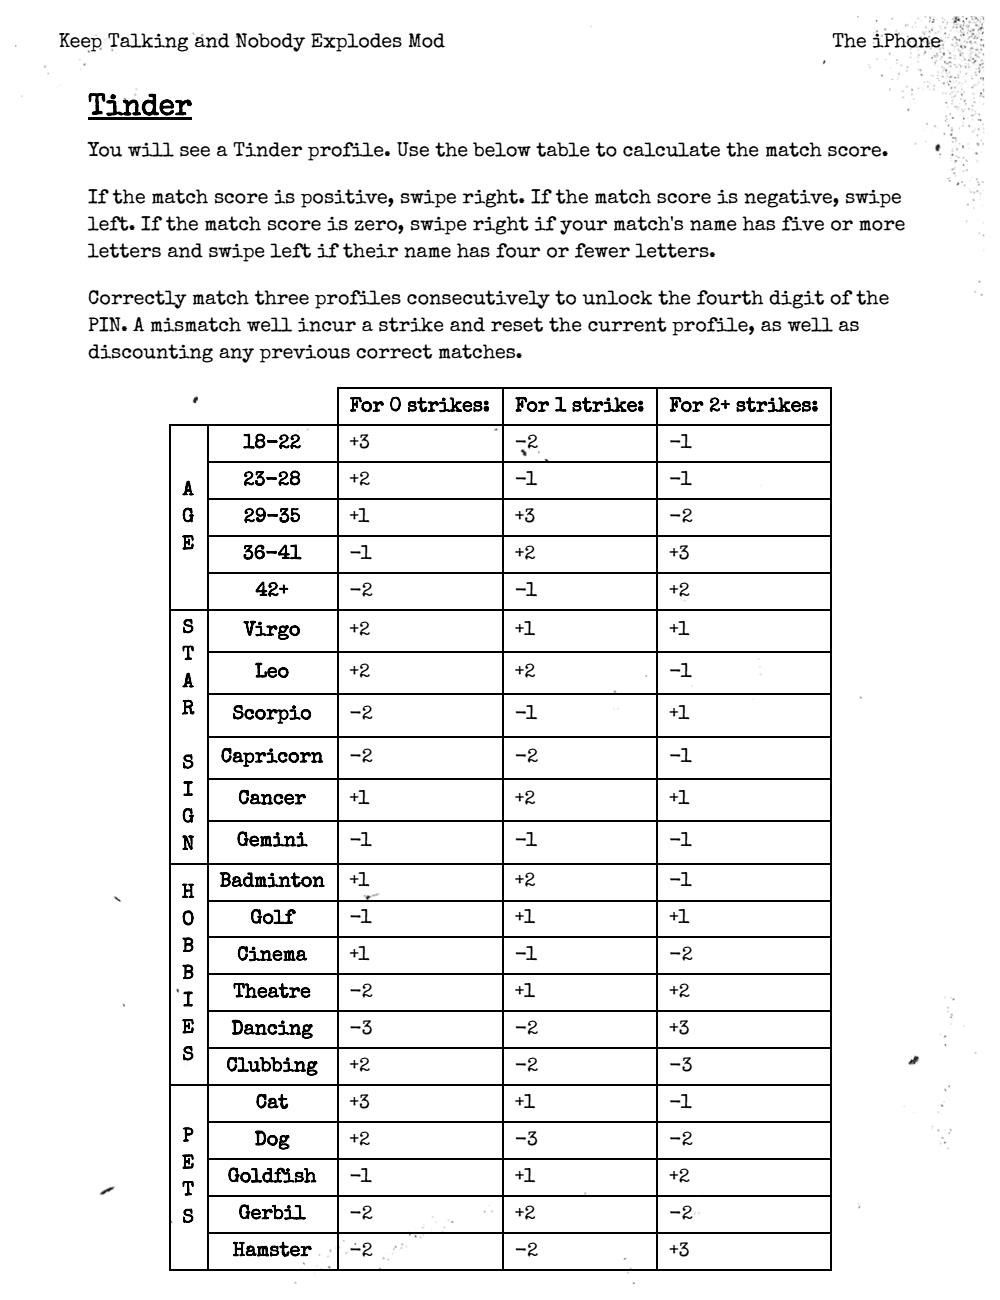 Keep Talking and Nobody Explodes Mod The iPhone
Tinder
You will see a Tinder profile. Use the below table to calculate the match score.
If the match score is positive, swipe right. If the match score is negative, swipe
left. If the match score is zero, swipe right if your match's name has five or more
letters and swipe left if their name has four or fewer letters.
Correctly match three profiles consecutively to unlock the fourth digit of the
PIN. A mismatch well incur a strike and reset the current profile, as well as
discounting any previous correct matches.
For 0 strikes: For 1 strike: For 2+ strikes:
AGE
18-22 +3 -2 -1
23-28 +2 -1 -1
29-35 +1 +3 -2
36-41 -1 +2 +3
42+ -2 -1 +2
STAR SIGN
Virgo +2 +1 +1
Leo +2 +2 -1
Scorpio -2 -1 +1
Capricorn -2 -2 -1
Cancer +1 +2 +1
Gemini -1 -1 -1
HOBBIES
Badminton +1 +2 -1
Golf -1 +1 +1
Cinema +1 -1 -2
Theatre -2 +1 +2
Dancing -3 -2 +3
Clubbing +2 -2 -3
PETS
Cat +3 +1 -1
Dog +2 -3 -2
Goldfish -1 +1 +2
Gerbil -2 +2 -2
Hamster -2 -2 +3